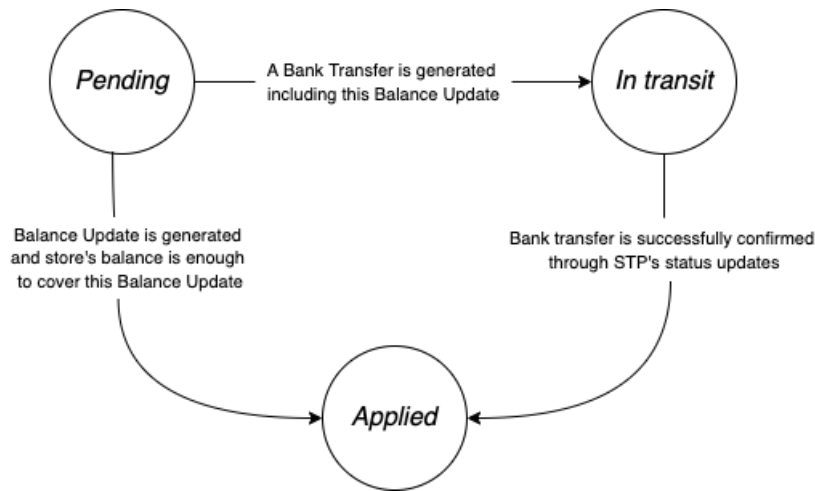 Pending
A Bank Transfer is generated
including this Balance Update
In transit
Balance Update is generated
and store's balance is enough
to cover this Balance Update
Bank transfer is successfully confirmed
through STP's status updates
Applied